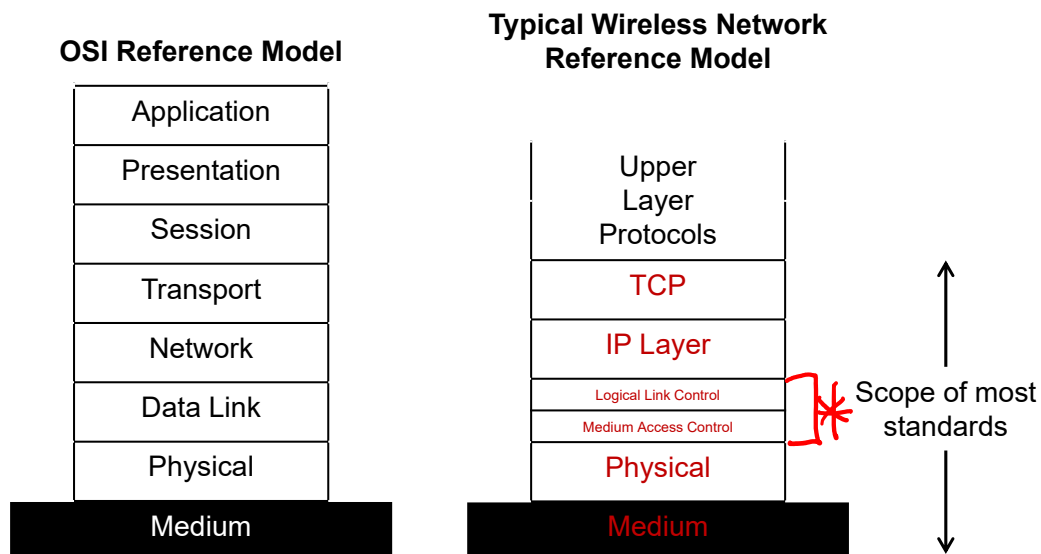 OSI Reference Model
Application
Presentation
Session
Transport
Network
Data Link
Physical
Medium
Typical Wireless Network
Reference Model
Upper
Layer
Protocols
TCP
IP Layer
Logical Link Control
Medium Access Control
Physical
Medium
Scope of most
standards